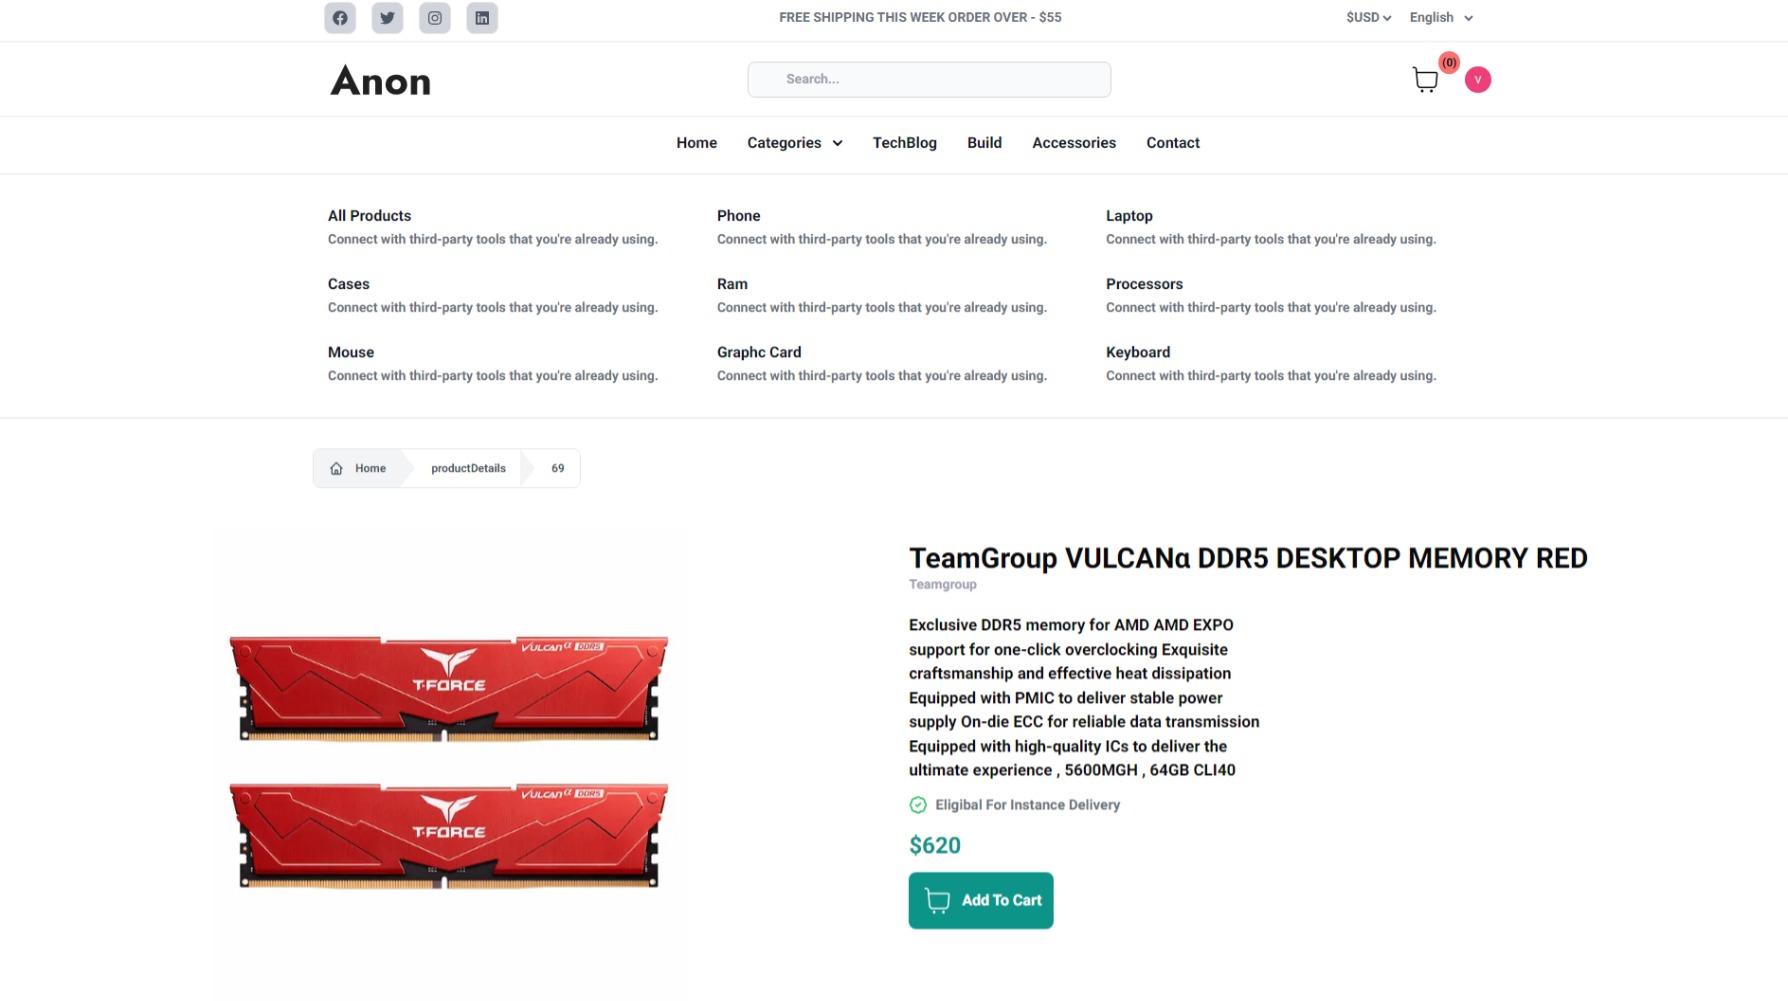 FREE SHIPPING THIS WEEK ORDER OVER - $55
$USD English
Anon
Search...
(0)
V
Home Categories TechBlog Build Accessories Contact
All Products Phone Laptop
Connect with third-party tools that you're already using. Connect with third-party tools that you're already using. Connect with third-party tools that you're already using.
Cases Ram Processors
Connect with third-party tools that you're already using. Connect with third-party tools that you're already using. Connect with third-party tools that you're already using.
Mouse Graphc Card Keyboard
Connect with third-party tools that you're already using. Connect with third-party tools that you're already using. Connect with third-party tools that you're already using.
Home productDetails 69
VULCANα DDR5
T-FORCE
VULCANα DDR5
T-FORCE
TeamGroup VULCANα DDR5 DESKTOP MEMORY RED
Teamgroup
Exclusive DDR5 memory for AMD AMD EXPO
support for one-click overclocking Exquisite
craftsmanship and effective heat dissipation
Equipped with PMIC to deliver stable power
supply On-die ECC for reliable data transmission
Equipped with high-quality ICs to deliver the
ultimate experience , 5600MGH , 64GB CLI40
Eligibal For Instance Delivery
$620
Add To Cart